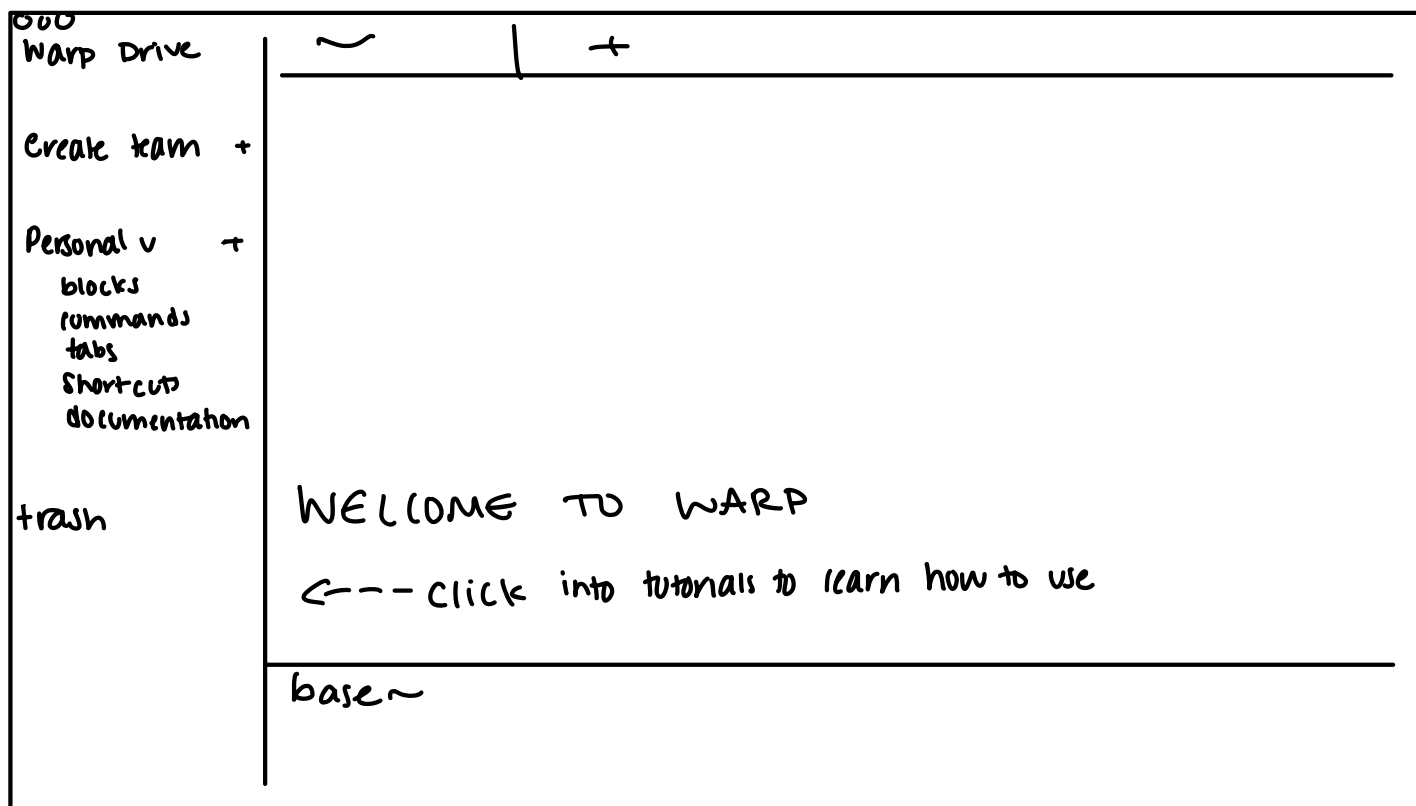 000
Warp Drive
~ | +
Create team +
Personal v +
blocks
commands
tabs
shortcuts
documentation
trash
WELCOME TO WARP
<--- click into tutorials to learn how to use
base~